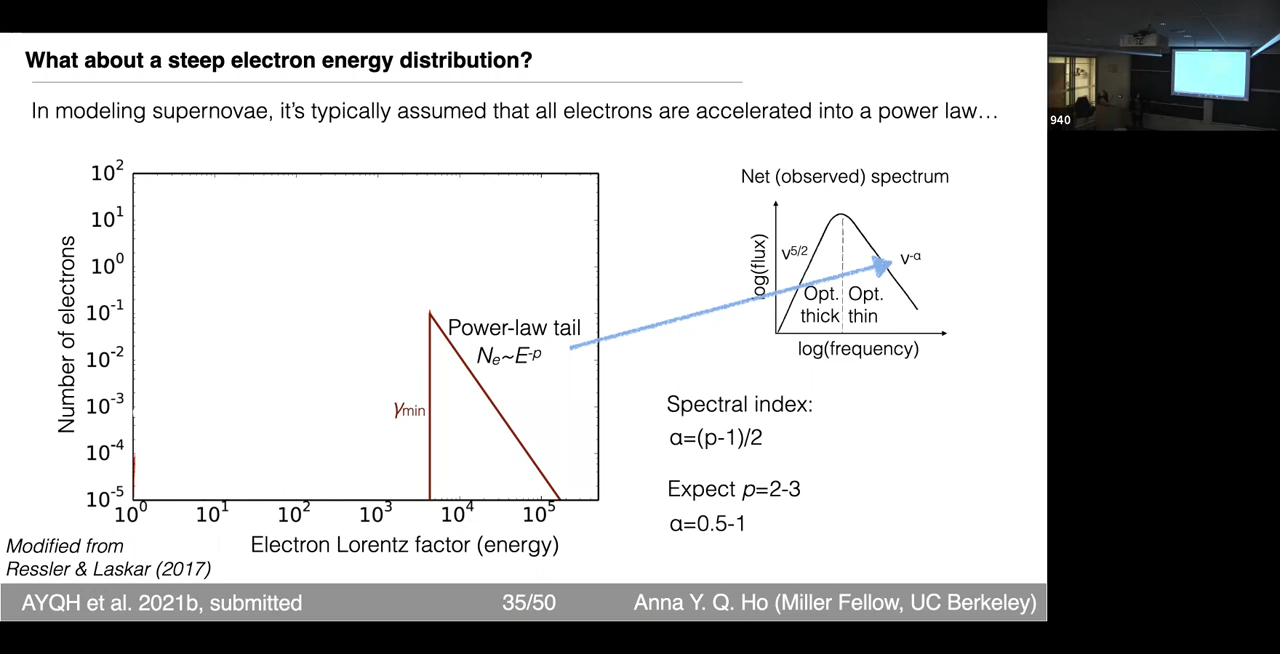 What about a steep electron energy distribution?
In modeling supernovae, it's typically assumed that all electrons are accelerated into a power law…
Number of electrons
10²
10¹
10⁰
10⁻¹
10⁻²
10⁻³
10⁻⁴
10⁻⁵
10⁰ 10¹ 10² 10³ 10⁴ 10⁵
Electron Lorentz factor (energy)
γmin
Power-law tail
Nₑ~E⁻ᵖ
Net (observed) spectrum
log(flux)
ν⁵ᐟ²
ν⁻ᵅ
Opt. Opt.
thick thin
log(frequency)
Spectral index:
α=(p-1)/2
Expect p=2-3
α=0.5-1
Modified from
Ressler & Laskar (2017)
AYQH et al. 2021b, submitted 35/50 Anna Y. Q. Ho (Miller Fellow, UC Berkeley)
940